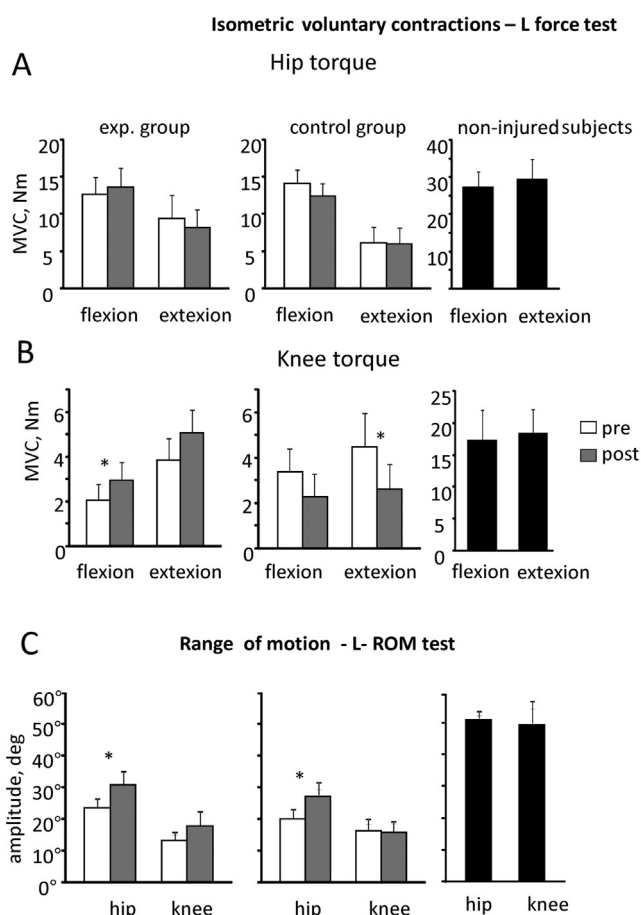 Isometric voluntary contractions – L force test
A
Hip torque
exp. group control group non-injured subjects
MVC, Nm
20 20 40
15 15 30
10 10 20
5 5 10
0 0 0
flexion extexion flexion extexion flexion extexion
B
Knee torque
MVC, Nm
6 6 25
4 4 20
2 2 15
0 0 10
5
0
* *
pre
post
flexion extexion flexion extexion flexion extexion
C
Range of motion - L- ROM test
amplitude, deg
60°
50°
40°
30°
20°
10°
0°
* *
hip knee hip knee hip knee